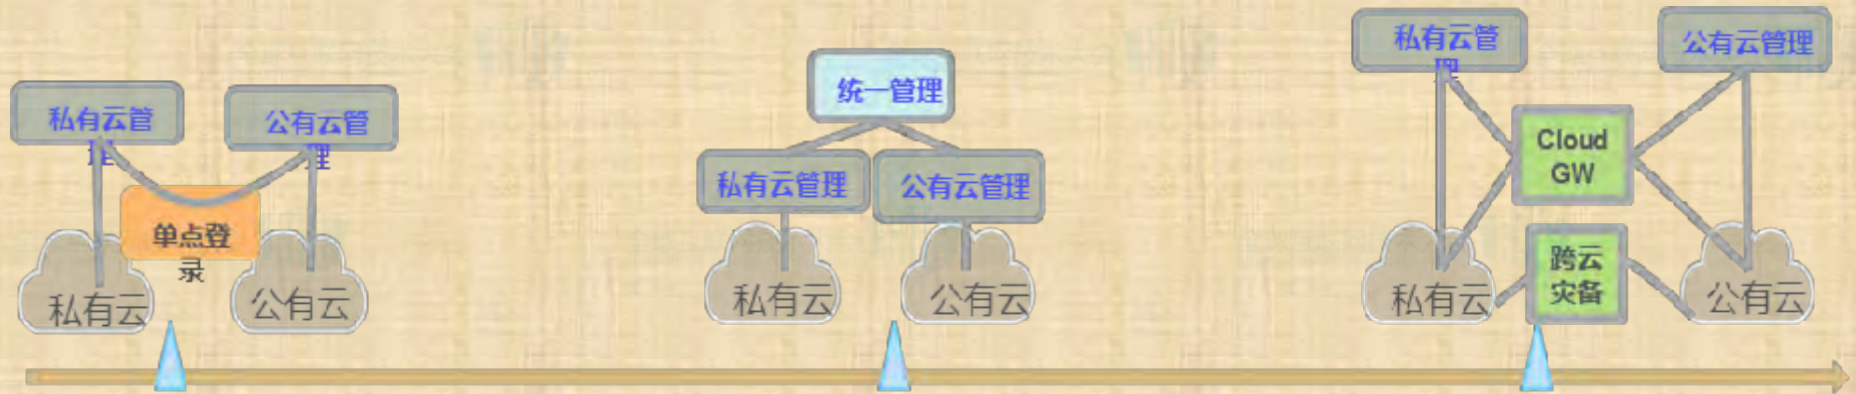 私有云管
理
公有云管
理
单点登
录
私有云
公有云
统一管理
私有云管理
公有云管理
私有云
公有云
私有云管
理
公有云管理
Cloud
GW
跨云
灾备
私有云
公有云